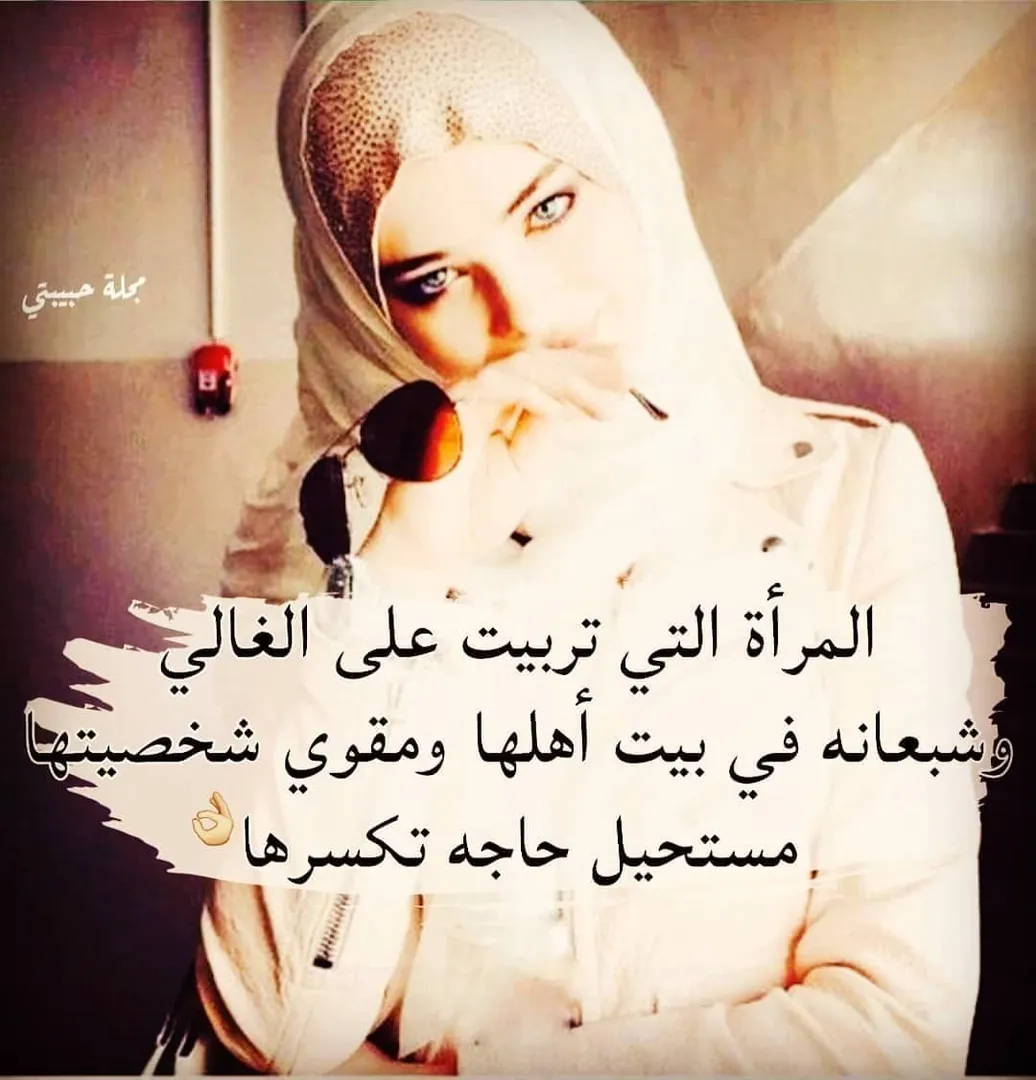 مجلة حبيبتي
المرأة التي تربيت على الغالي
وشبعانه في بيت أهلها ومقوي شخصيتها
مستحيل حاجه تكسرها👌